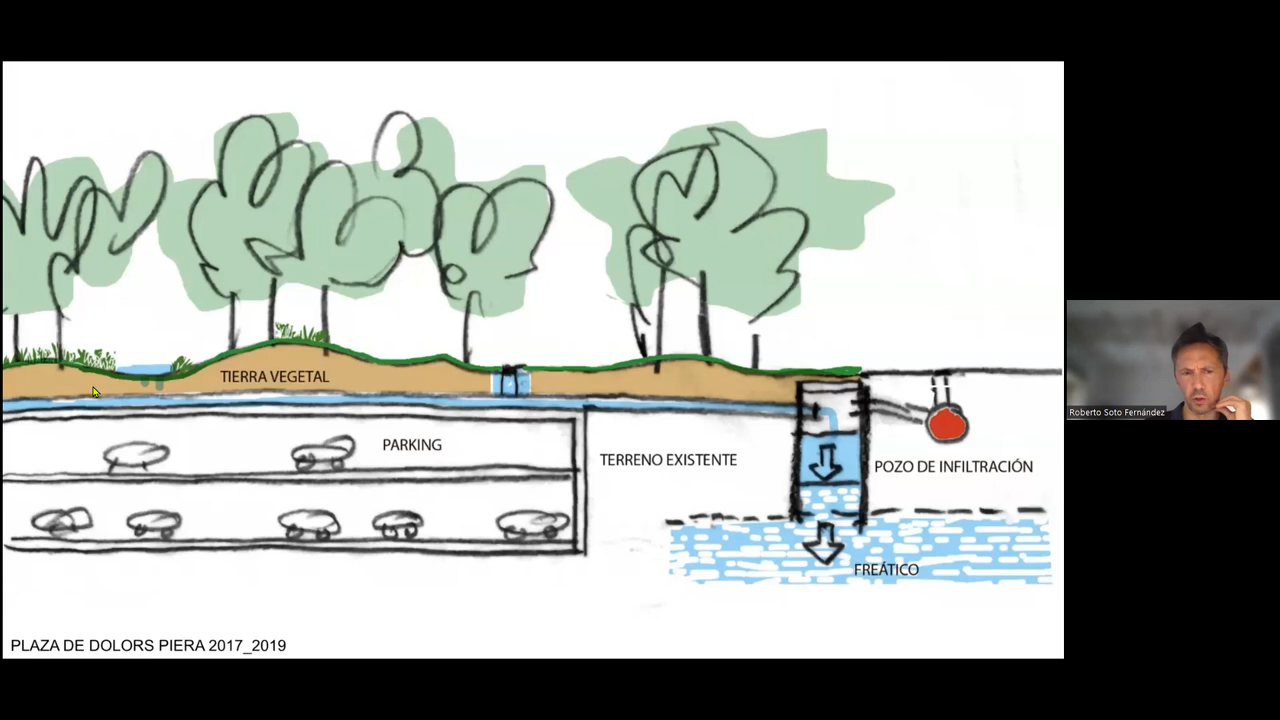 TIERRA VEGETAL
PARKING
TERRENO EXISTENTE
POZO DE INFILTRACIÓN
FREÁTICO
PLAZA DE DOLORS PIERA 2017_2019
Roberto Soto Fernández